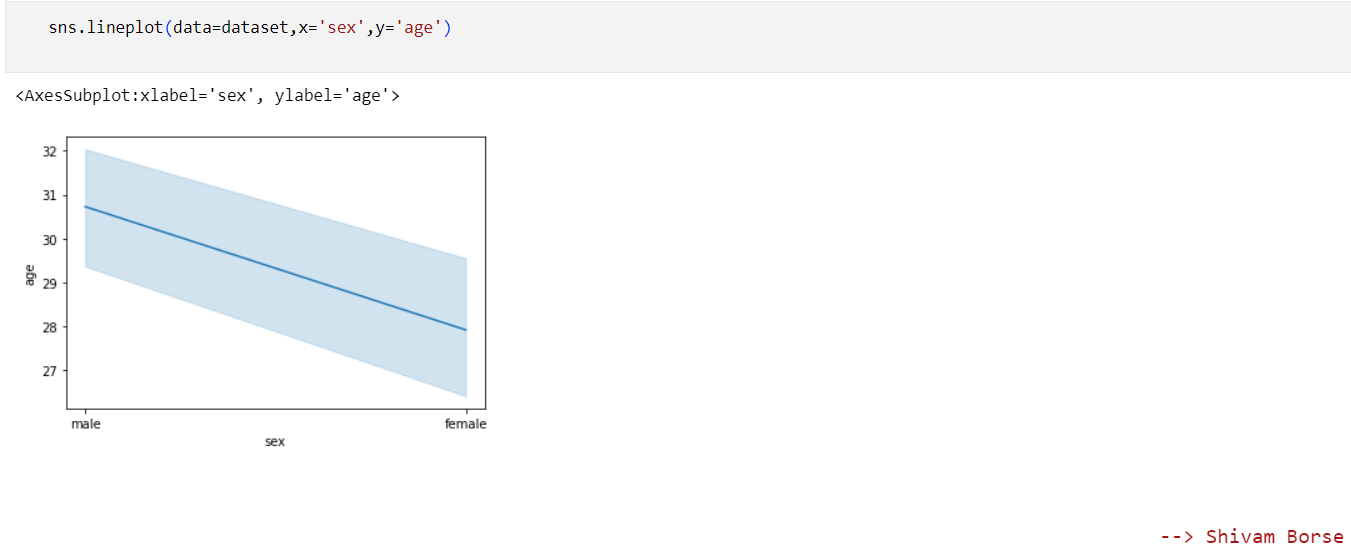 sns.lineplot(data=dataset,x='sex',y='age')
<AxesSubplot:xlabel='sex', ylabel='age'>
32
31
30
29
28
27
age
male
female
sex
--> Shivam Borse